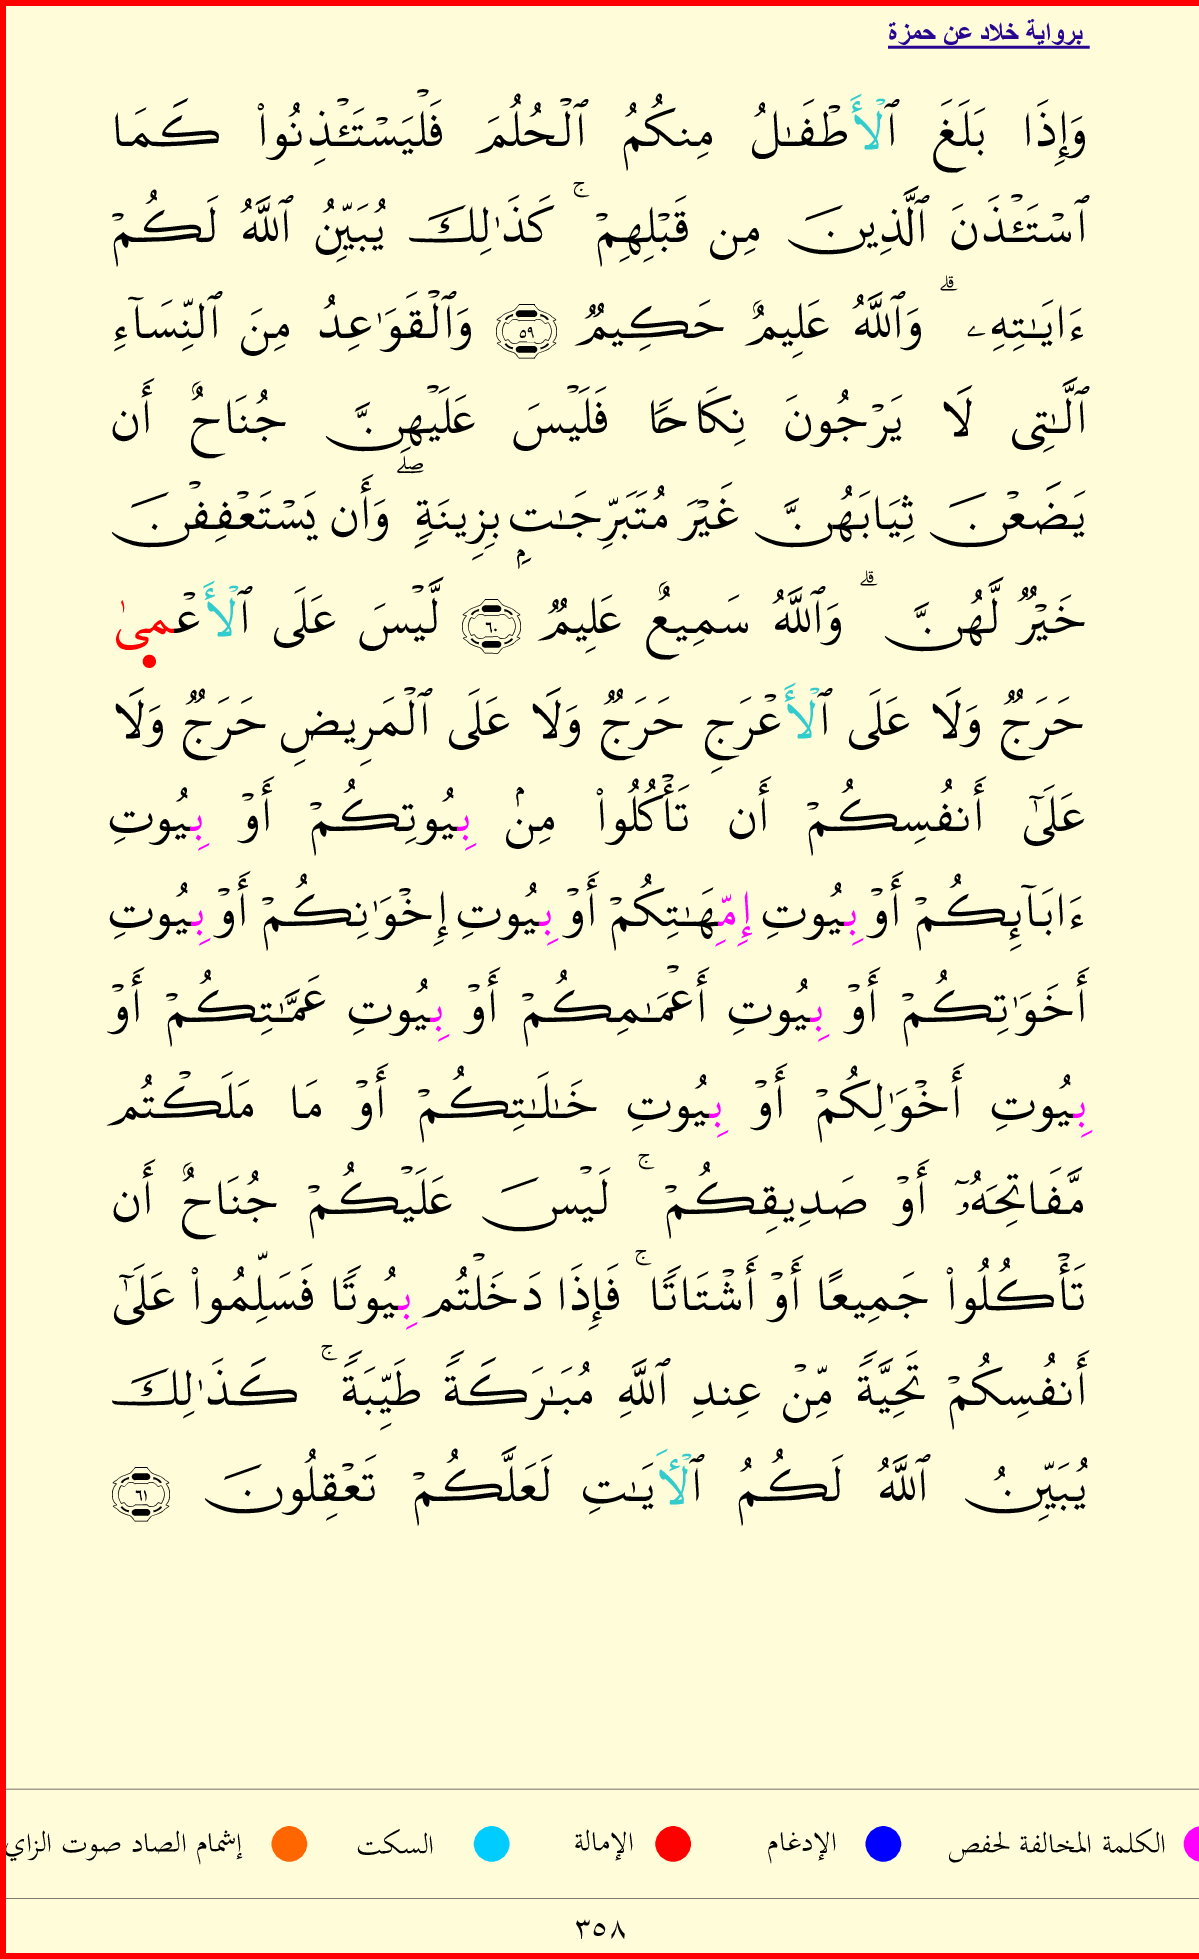 برواية خلاد عن حمزة
وَإِذَا بَلَغَ ٱلْأَطْفَـٰلُ مِنكُمُ ٱلْحُلُمَ فَلْيَسْتَـْٔذِنُوا۟ كَمَا
ٱسْتَـْٔذَنَ ٱلَّذِينَ مِن قَبْلِهِمْ ۚ كَذَٰلِكَ يُبَيِّنُ ٱللَّهُ لَكُمْ
ءَايَـٰتِهِۦ ۗ وَٱللَّهُ عَلِيمٌ حَكِيمٌ ٥٩ وَٱلْقَوَٰعِدُ مِنَ ٱلنِّسَآءِ
ٱلَّـٰتِى لَا يَرْجُونَ نِكَاحًا فَلَيْسَ عَلَيْهِنَّ جُنَاحٌ أَن
يَضَعْنَ ثِيَابَهُنَّ غَيْرَ مُتَبَرِّجَـٰتٍۭ بِزِينَةٍ ۖ وَأَن يَسْتَعْفِفْنَ
خَيْرٌ لَّهُنَّ ۗ وَٱللَّهُ سَمِيعٌ عَلِيمٌ ٦٠ لَّيْسَ عَلَى ٱلْأَعْمىٰ
حَرَجٌ وَلَا عَلَى ٱلْأَعْرَجِ حَرَجٌ وَلَا عَلَى ٱلْمَرِيضِ حَرَجٌ وَلَا
عَلَىٰٓ أَنفُسِكُمْ أَن تَأْكُلُوا۟ مِنۢ بِيُوتِكُمْ أَوْ بِيُوتِ
ءَابَآئِكُمْ أَوْ بِيُوتِ إِمِّهَـٰتِكُمْ أَوْ بِيُوتِ إِخْوَٰنِكُمْ أَوْ بِيُوتِ
أَخَوَٰتِكُمْ أَوْ بِيُوتِ أَعْمَـٰمِكُمْ أَوْ بِيُوتِ عَمَّـٰتِكُمْ أَوْ
بِيُوتِ أَخْوَٰلِكُمْ أَوْ بِيُوتِ خَـٰلَـٰتِكُمْ أَوْ مَا مَلَكْتُم
مَّفَاتِحَهُۥٓ أَوْ صَدِيقِكُمْ ۚ لَيْسَ عَلَيْكُمْ جُنَاحٌ أَن
تَأْكُلُوا۟ جَمِيعًا أَوْ أَشْتَاتًا ۚ فَإِذَا دَخَلْتُم بِيُوتًا فَسَلِّمُوا۟ عَلَىٰٓ
أَنفُسِكُمْ تَحِيَّةً مِّنْ عِندِ ٱللَّهِ مُبَـٰرَكَةً طَيِّبَةً ۚ كَذَٰلِكَ
يُبَيِّنُ ٱللَّهُ لَكُمُ ٱلْأَيَـٰتِ لَعَلَّكُمْ تَعْقِلُونَ ٦١
الكلمة المخالفة لحفص الإدغام الإمالة السكت إشمام الصاد صوت الزاي
٣٥٨